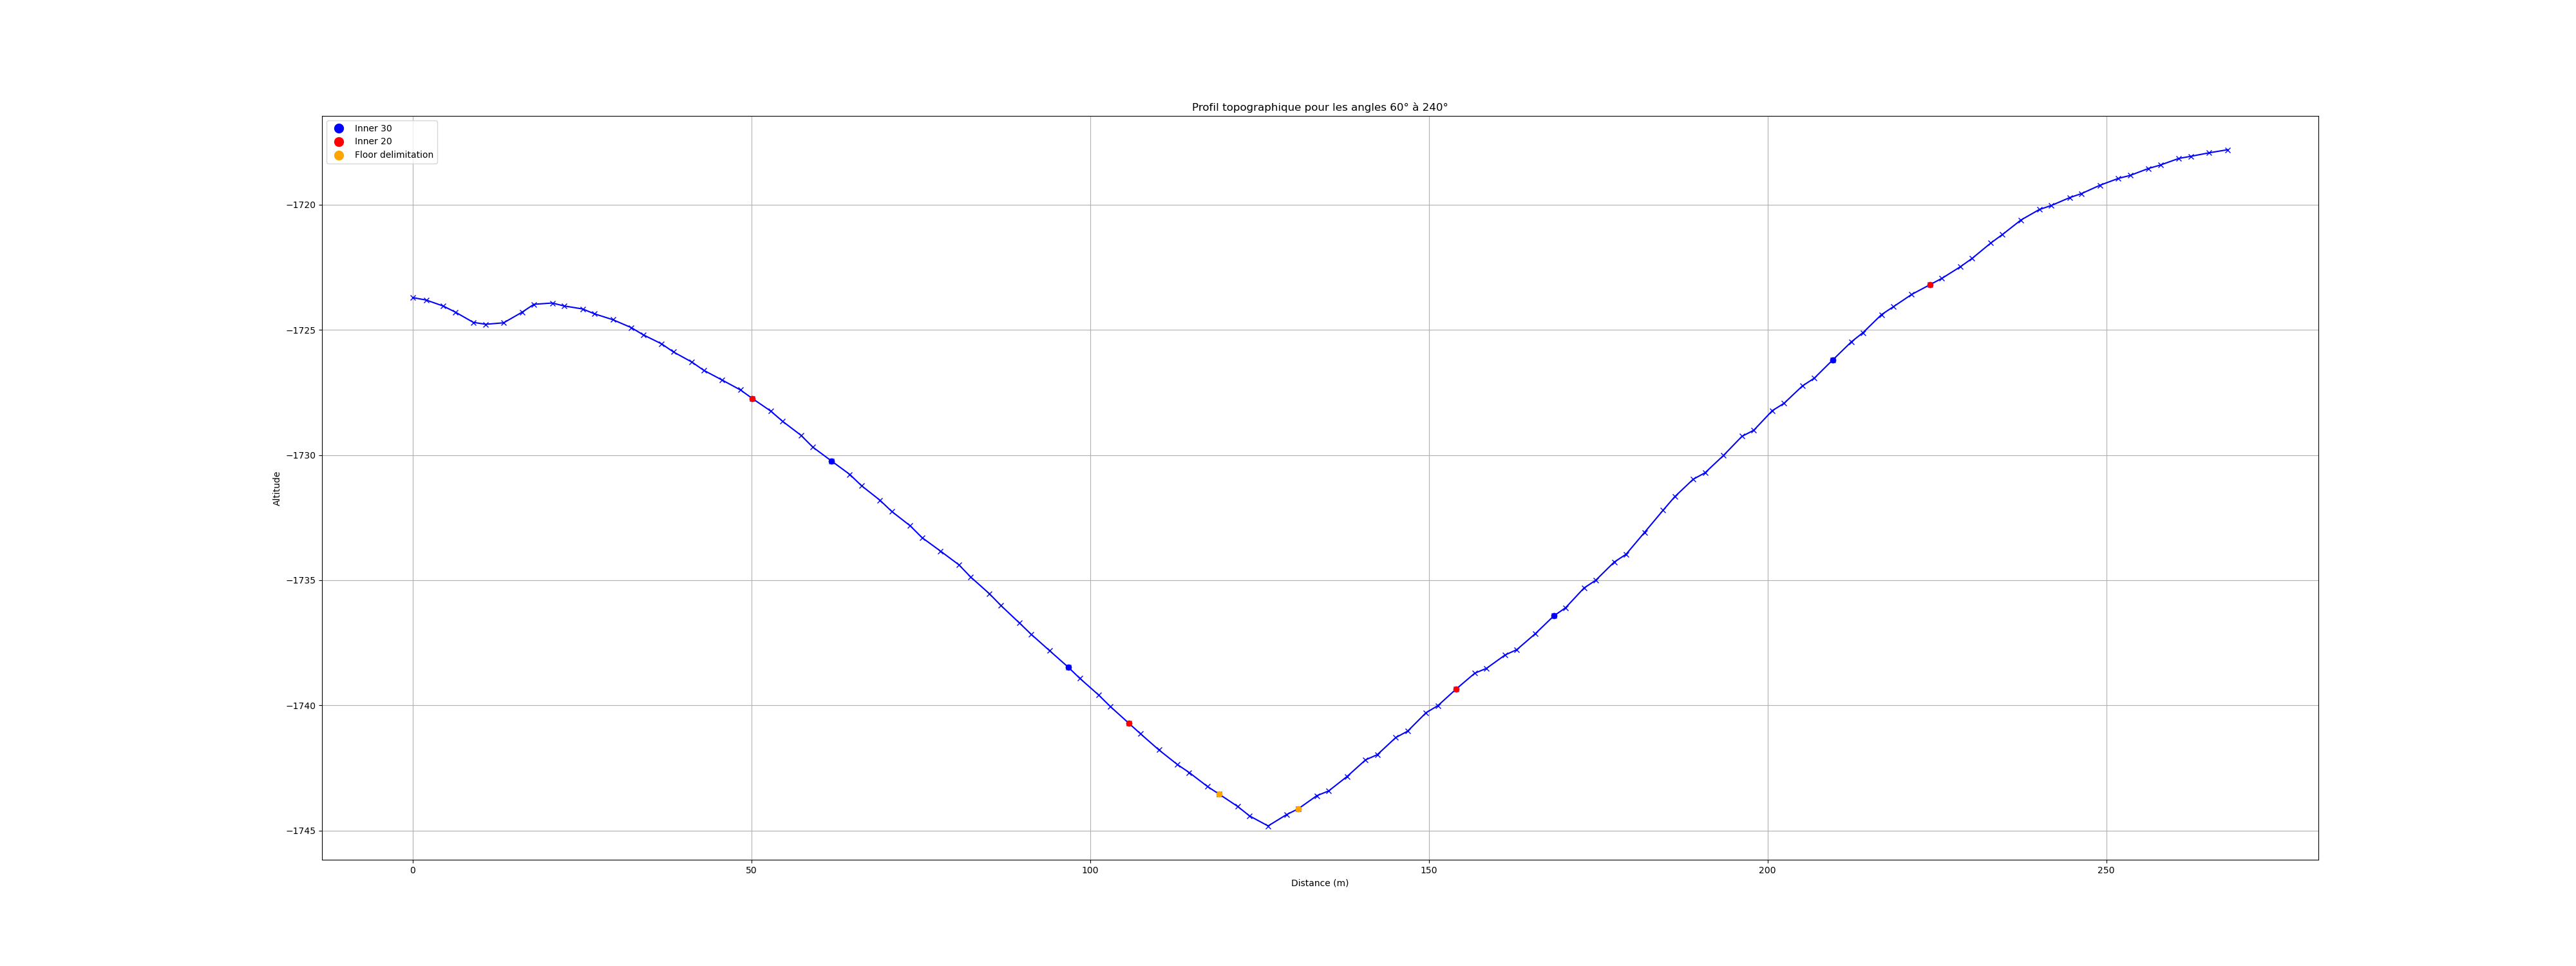 Profil topographique pour les angles 60° à 240°
Inner 30
Inner 20
Floor delimitation
−1720
−1725
−1730
−1735
−1740
−1745
Altitude
0 50 100 150 200 250
Distance (m)